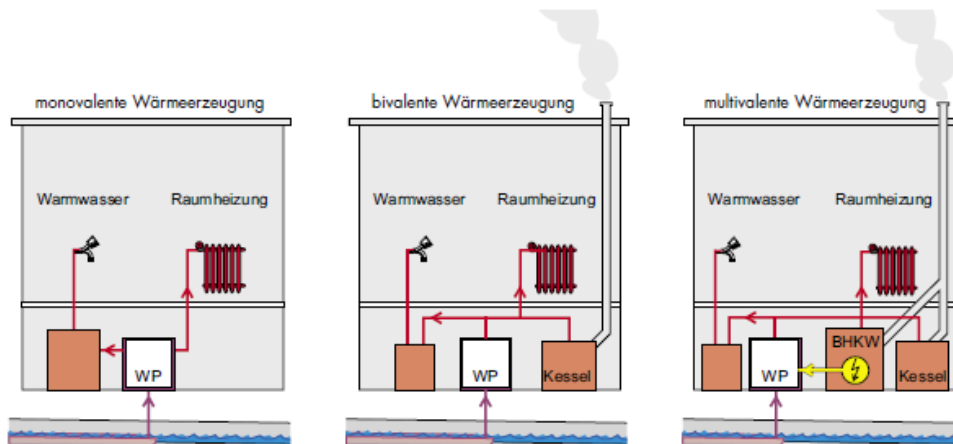 monovalente Wärmeerzeugung
Warmwasser Raumheizung
WP
bivalente Wärmeerzeugung
Warmwasser Raumheizung
WP
Kessel
multivalente Wärmeerzeugung
Warmwasser Raumheizung
BHKW
WP
Kessel